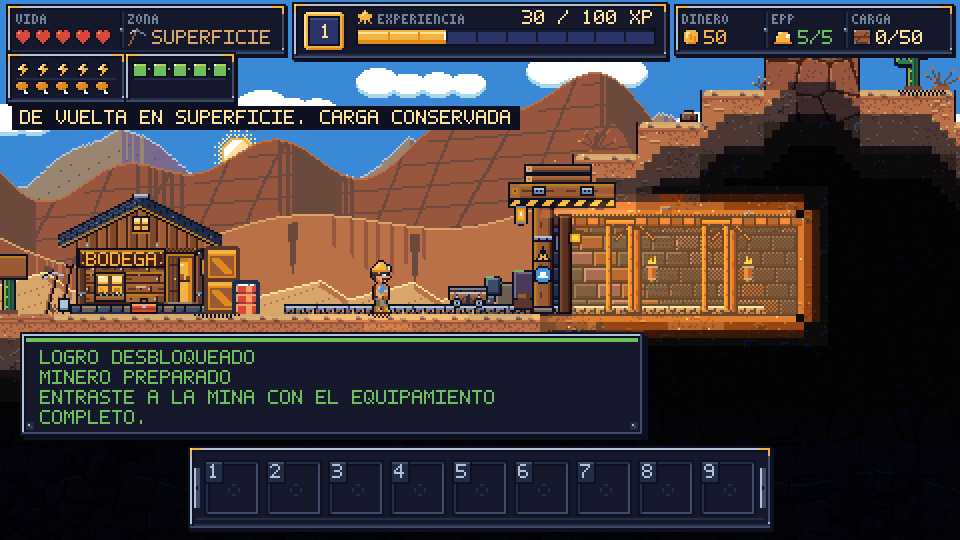 VIDA
ZONA
SUPERFICIE
1
EXPERIENCIA
30 / 100 XP
DINERO
50
EPP
5/5
CARGA
0/50
DE VUELTA EN SUPERFICIE. CARGA CONSERVADA
BODEGA
LOGRO DESBLOQUEADO
MINERO PREPARADO
ENTRASTE A LA MINA CON EL EQUIPAMIENTO
COMPLETO.
1 2 3 4 5 6 7 8 9